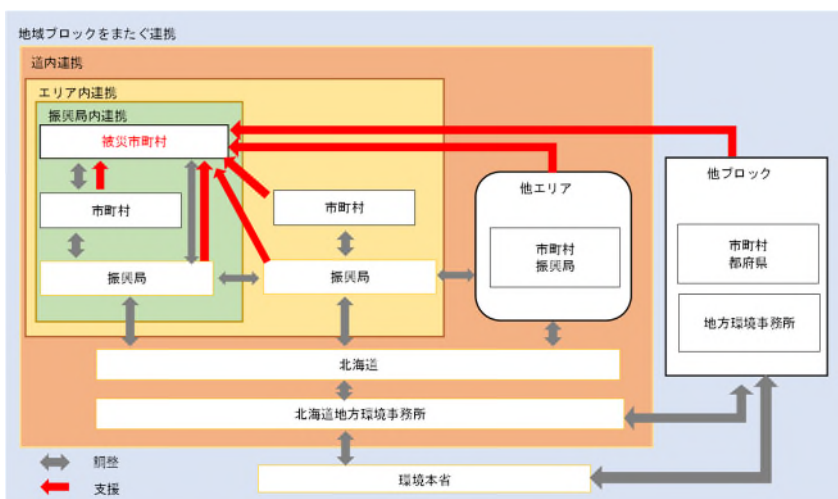 地域ブロックをまたぐ連携
道内連携
エリア内連携
振興局内連携
被災市町村
市町村
振興局
市町村
振興局
他エリア
市町村
振興局
他ブロック
市町村
都府県
地方環境事務所
北海道
北海道地方環境事務所
環境本省
調整
支援